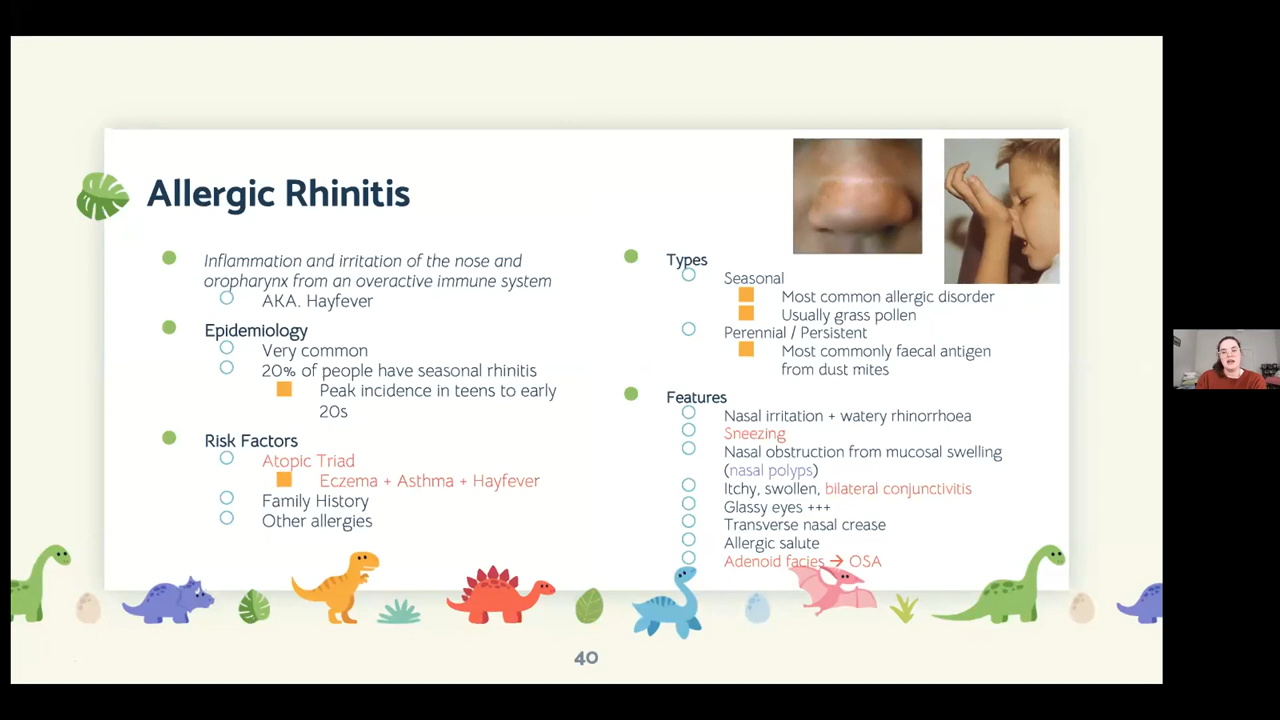 Allergic Rhinitis
Inflammation and irritation of the nose and
oropharynx from an overactive immune system
AKA. Hayfever
Epidemiology
Very common
20% of people have seasonal rhinitis
Peak incidence in teens to early
20s
Risk Factors
Atopic Triad
Eczema + Asthma + Hayfever
Family History
Other allergies
Types
Seasonal
Most common allergic disorder
Usually grass pollen
Perennial / Persistent
Most commonly faecal antigen
from dust mites
Features
Nasal irritation + watery rhinorrhoea
Sneezing
Nasal obstruction from mucosal swelling
(nasal polyps)
Itchy, swollen, bilateral conjunctivitis
Glassy eyes +++
Transverse nasal crease
Allergic salute
Adenoid facies → OSA
40